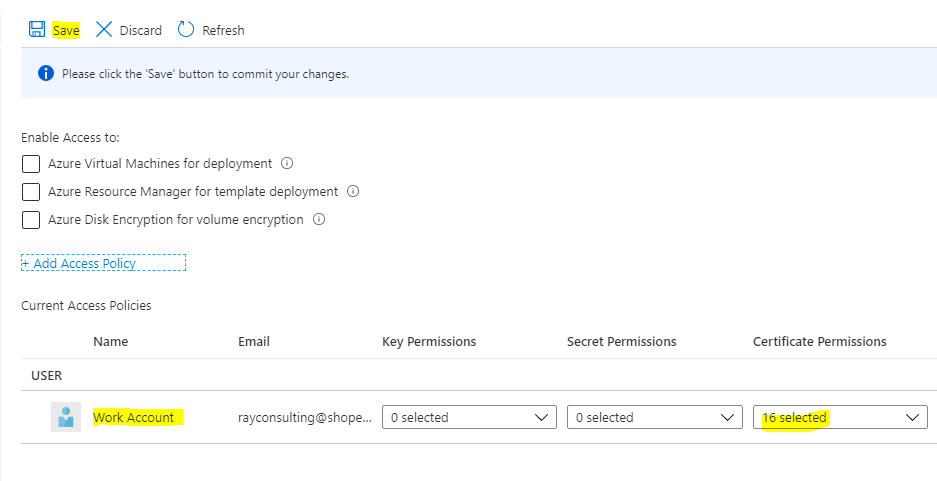 Save Discard Refresh
Please click the 'Save' button to commit your changes.
Enable Access to:
Azure Virtual Machines for deployment
Azure Resource Manager for template deployment
Azure Disk Encryption for volume encryption
+ Add Access Policy
Current Access Policies
Name Email Key Permissions Secret Permissions Certificate Permissions
USER
Work Account rayconsulting@shope... 0 selected 0 selected 16 selected